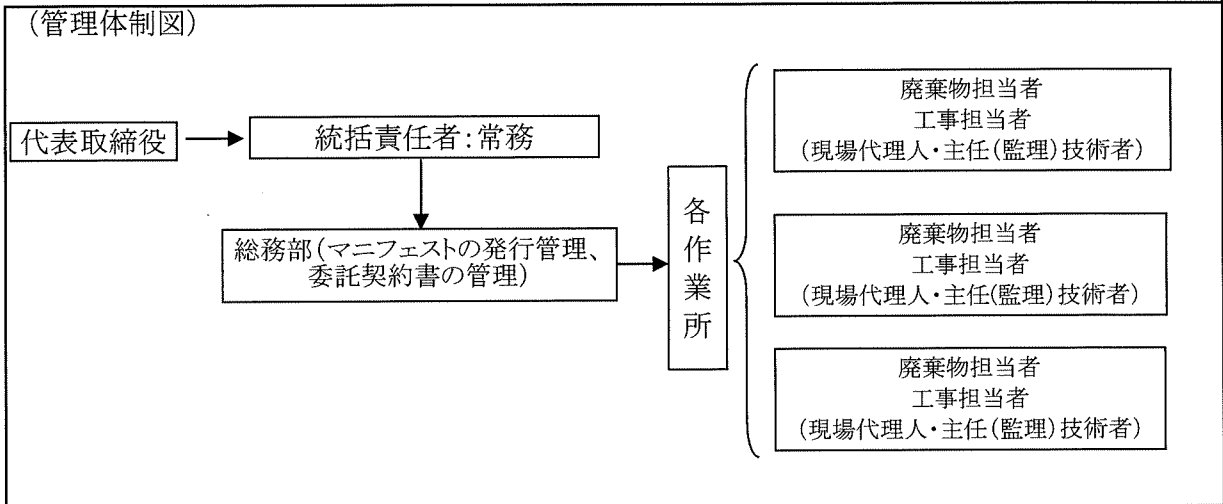 (管理体制図)
代表取締役
統括責任者:常務
総務部(マニフェストの発行管理、
委託契約書の管理)
各作業所
廃棄物担当者
工事担当者
(現場代理人・主任(監理)技術者)
廃棄物担当者
工事担当者
(現場代理人・主任(監理)技術者)
廃棄物担当者
工事担当者
(現場代理人・主任(監理)技術者)